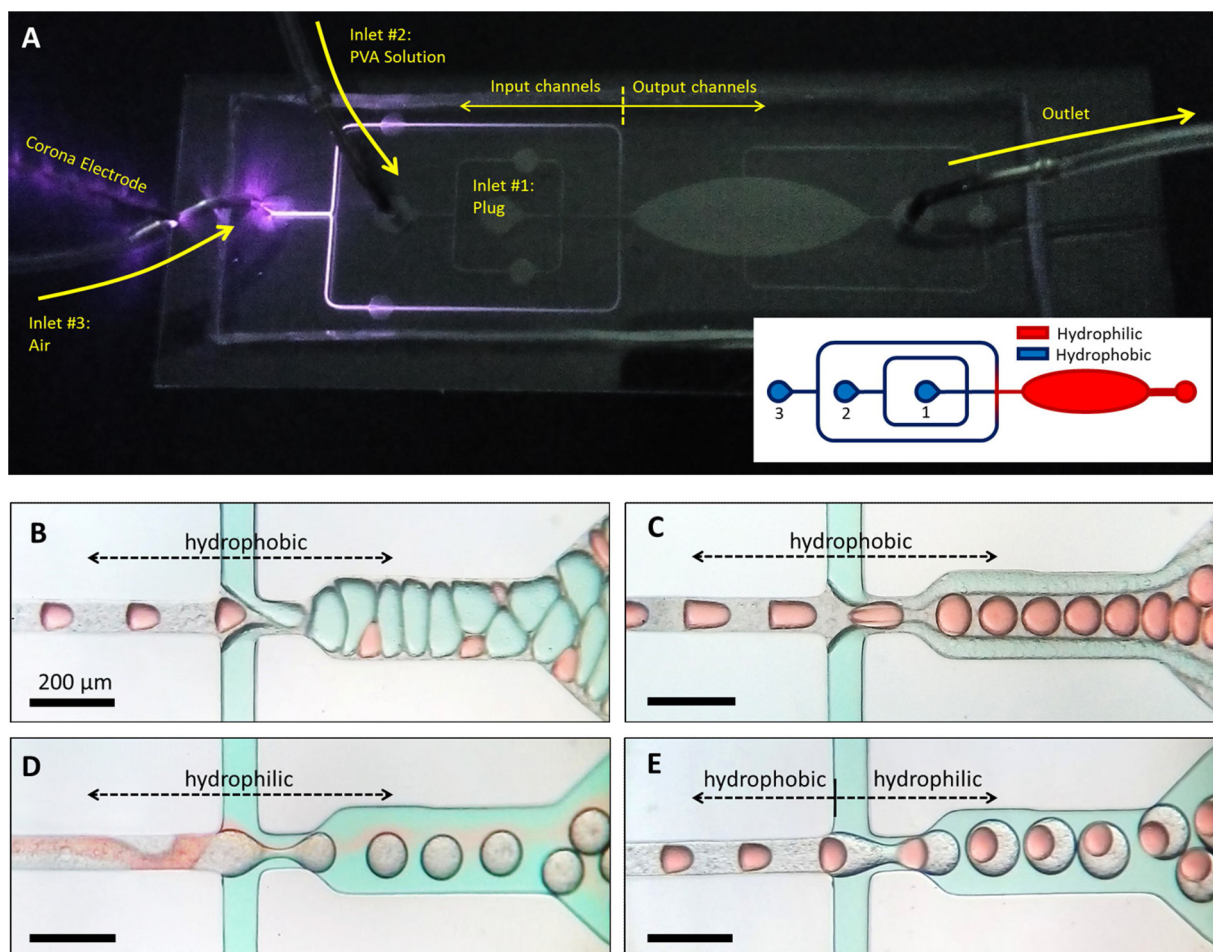 A
Inlet #2:
PVA Solution
Input channels
Output channels
Outlet
Corona Electrode
Inlet #1:
Plug
Inlet #3:
Air
Hydrophilic
Hydrophobic
3
2
1
B
hydrophobic
200 μm
C
hydrophobic
D
hydrophilic
E
hydrophobic
hydrophilic